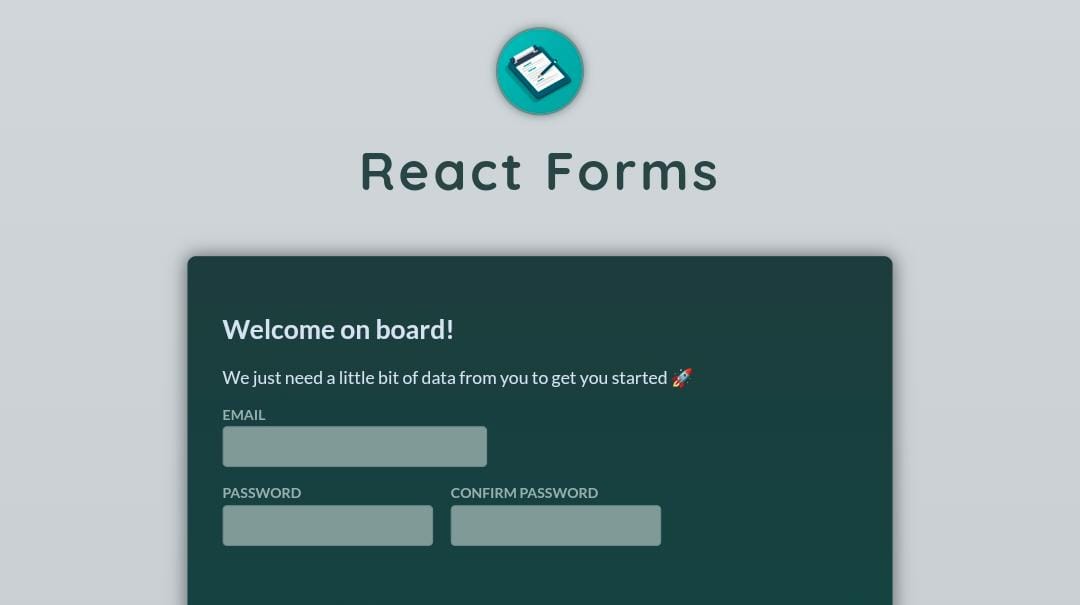 React Forms
Welcome on board!
We just need a little bit of data from you to get you started 🚀
EMAIL
PASSWORD CONFIRM PASSWORD